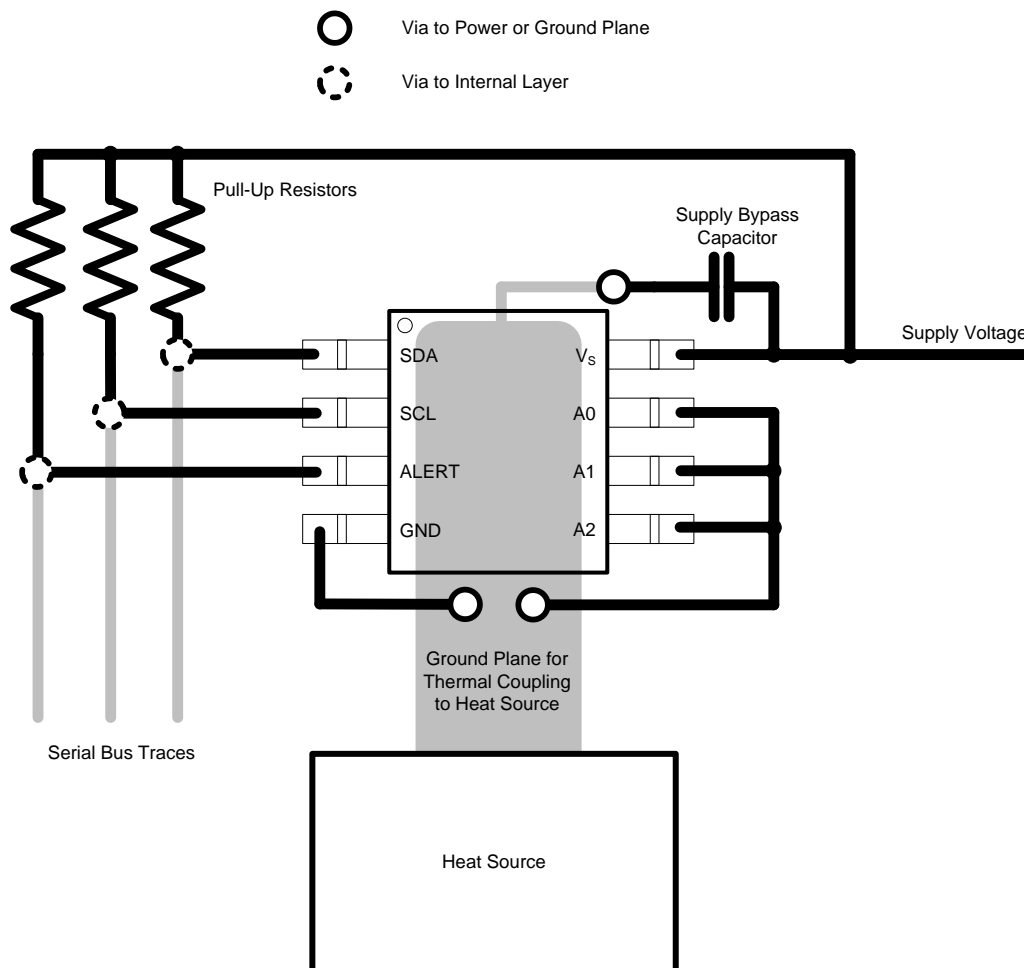 Via to Power or Ground Plane
Via to Internal Layer
Pull-Up Resistors
Supply Bypass
Capacitor
Supply Voltage
SDA
SCL
ALERT
GND
VS
A0
A1
A2
Ground Plane for
Thermal Coupling
to Heat Source
Serial Bus Traces
Heat Source